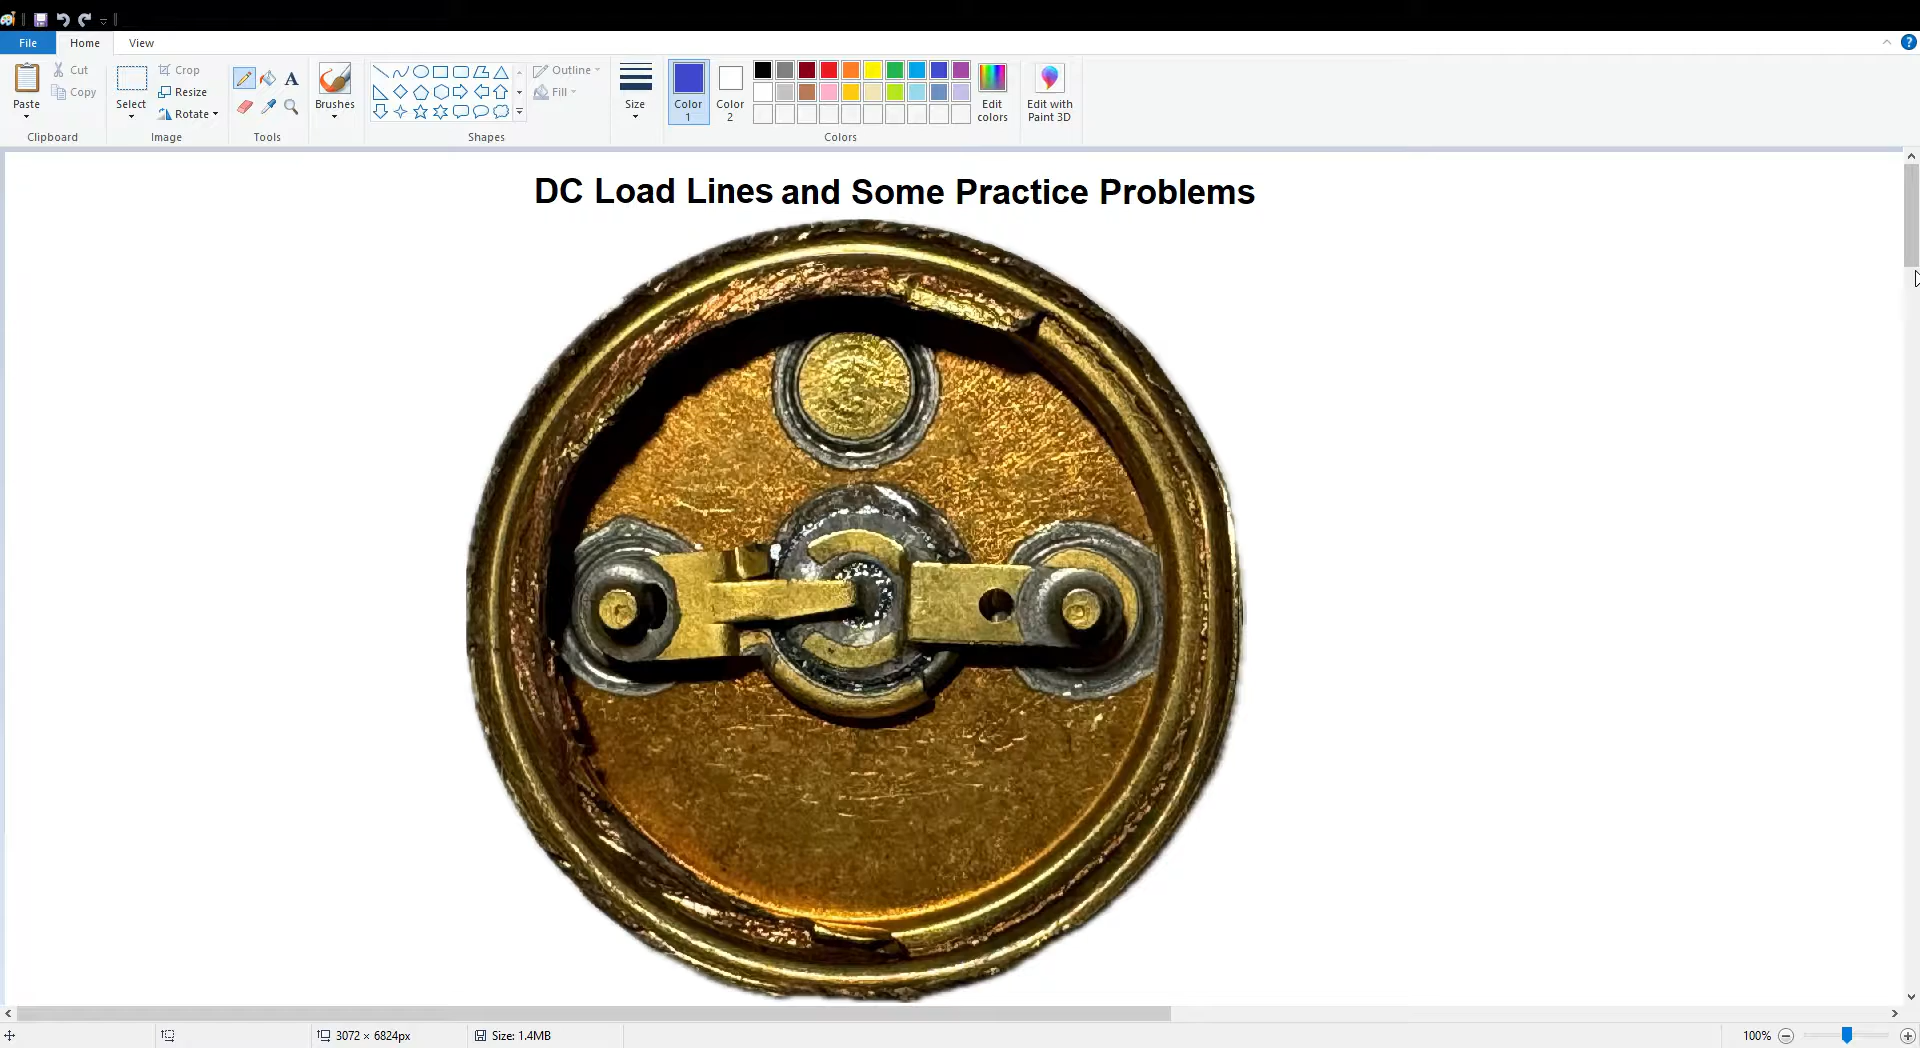 File Home View
Paste
Cut
Copy
Clipboard
Select
Crop
Resize
Rotate
Image
A
Tools
Brushes
Outline
Fill
Shapes
Size
Color 1
Color 2
Edit colors
Colors
Edit with Paint 3D
DC Load Lines and Some Practice Problems
3072 × 6824px
Size: 1.4MB
100%